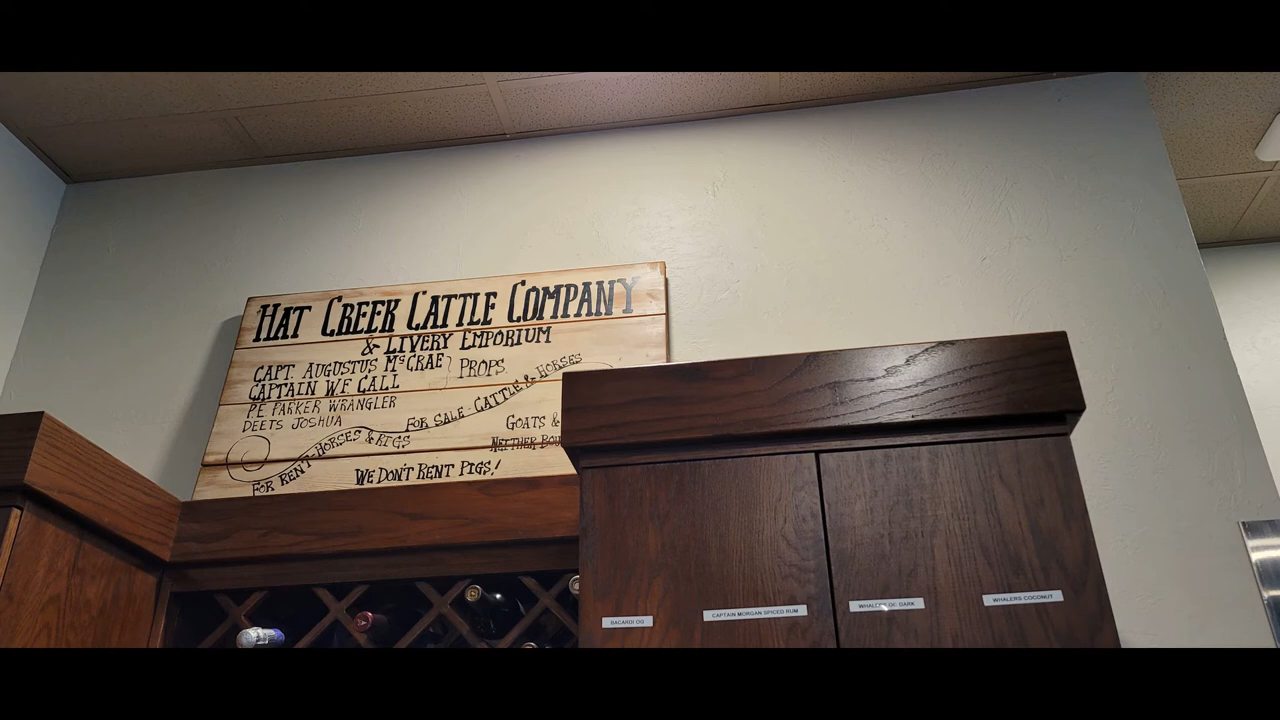 HAT CREEK CATTLE COMPANY
& LIVERY EMPORIUM
CAPT. AUGUSTUS McCRAE
CAPTAIN W.F. CALL
PROPS.
P.E. PARKER WRANGLER
DEETS, JOSHUA
FOR RENT-HORSES & RIGS
FOR SALE-CATTLE & HORSES
GOATS &
NEITHER BOU
WE DON'T RENT PIGS!
BACARDI OG
CAPTAIN MORGAN SPICED RUM
WHALERS DARK
WHALERS COCONUT